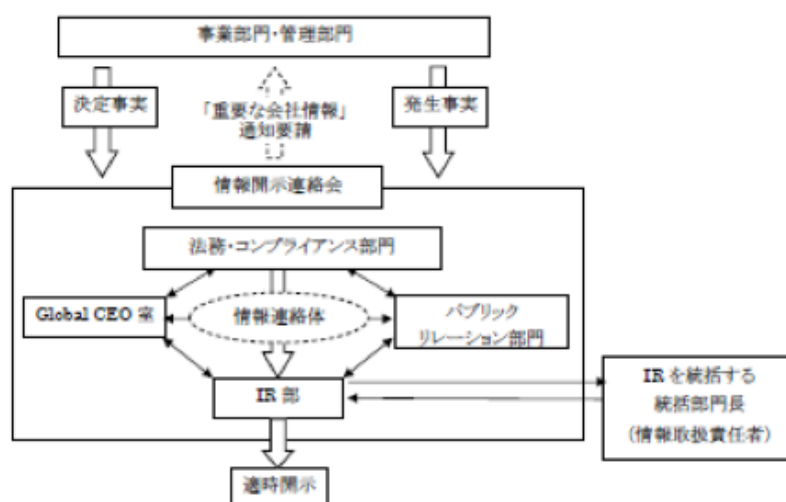 事業部門・管理部門
決定事実
「重要な会社情報」
通知要請
発生事実
情報開示連絡会
法務・コンプライアンス部門
Global CEO 室
情報連絡体
パブリック
リレーション部門
IR 部
IR を統括する
統括部門長
（情報取扱責任者）
適時開示